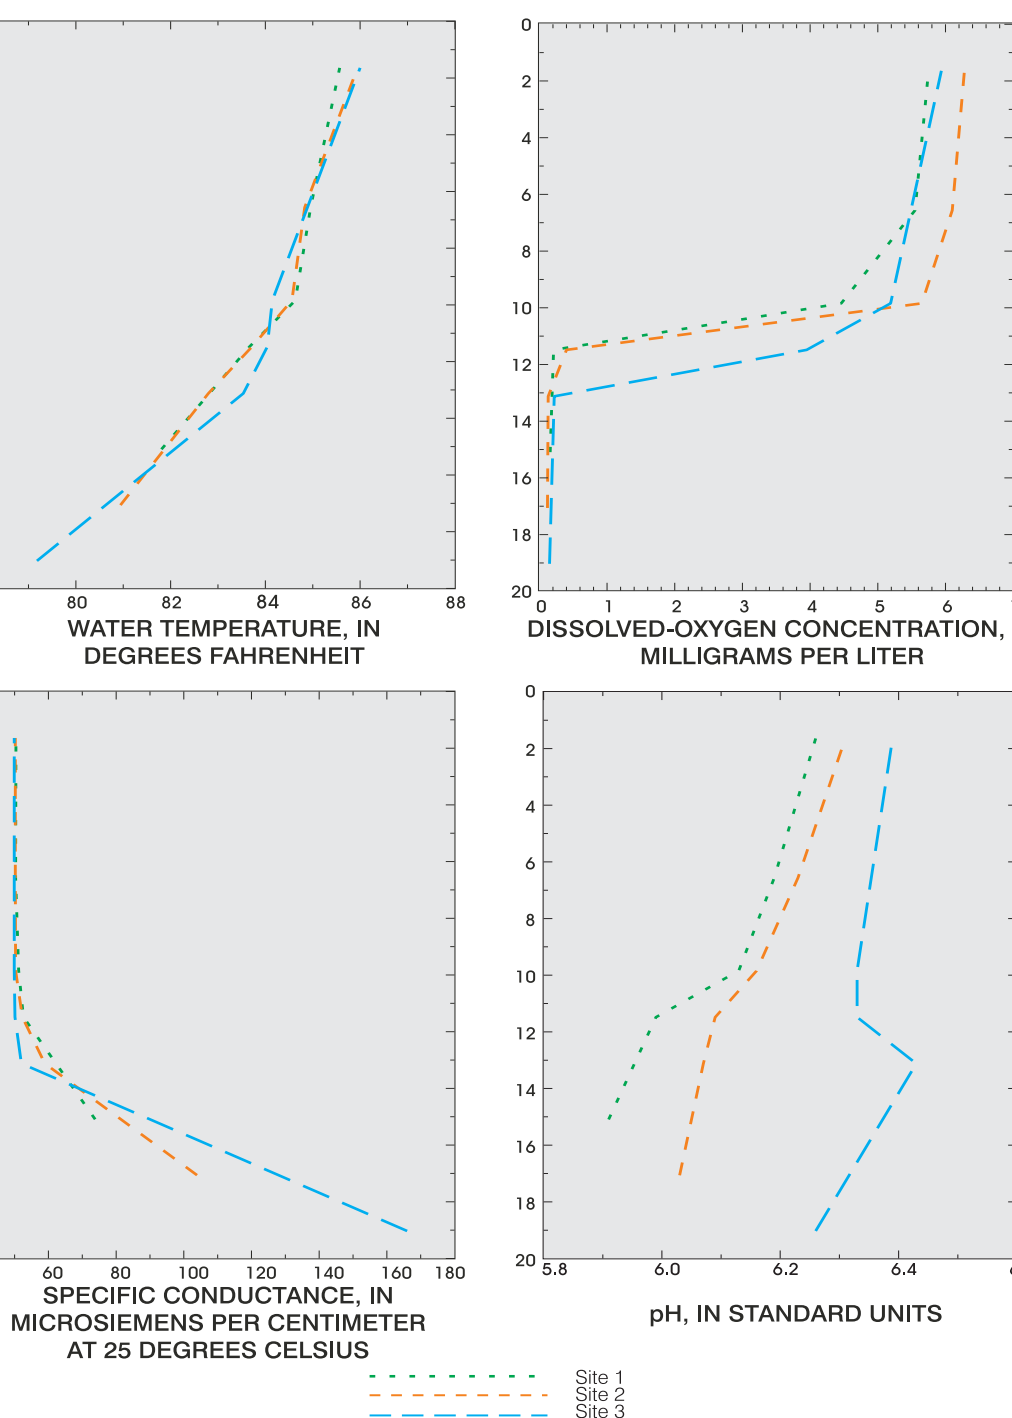 0
2
4
6
8
10
12
14
16
18
20
80 82 84 86 88
0 1 2 3 4 5 6
WATER TEMPERATURE, IN
DEGREES FAHRENHEIT
DISSOLVED-OXYGEN CONCENTRATION,
MILLIGRAMS PER LITER
0
2
4
6
8
10
12
14
16
18
20
60 80 100 120 140 160 180
5.8 6.0 6.2 6.4
SPECIFIC CONDUCTANCE, IN
MICROSIEMENS PER CENTIMETER
AT 25 DEGREES CELSIUS
pH, IN STANDARD UNITS
Site 1
Site 2
Site 3